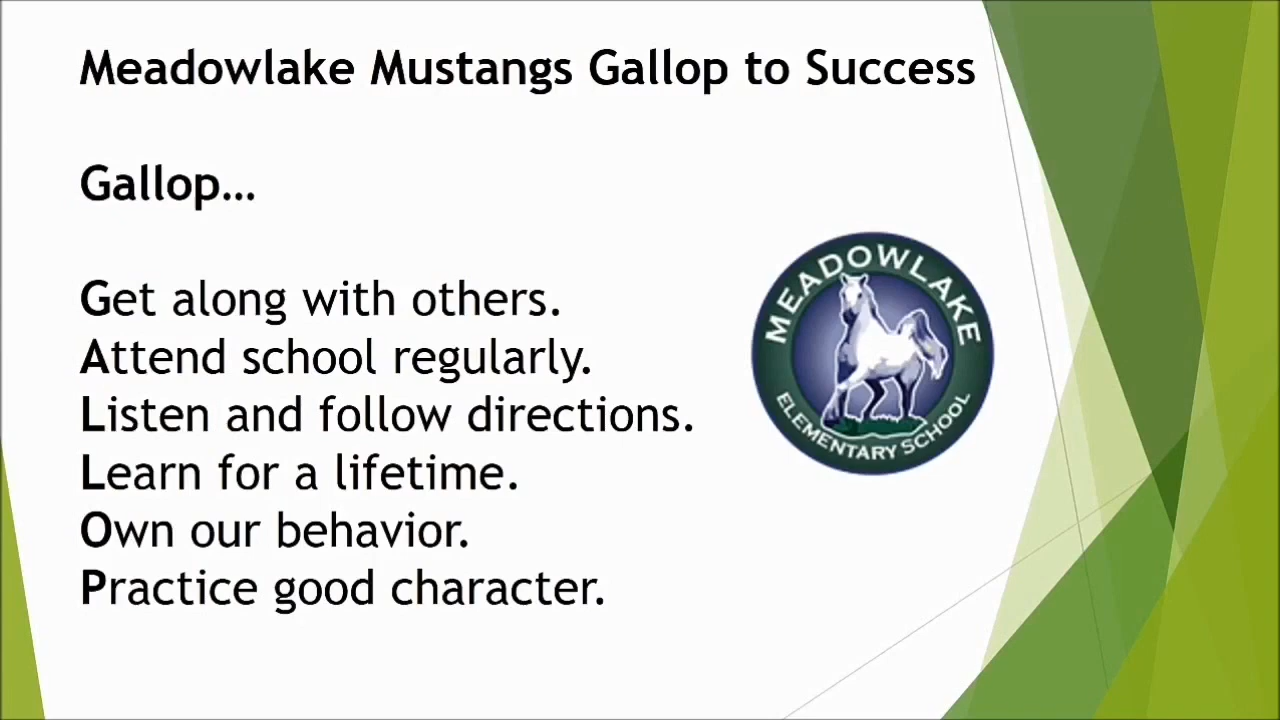 Meadowlake Mustangs Gallop to Success
Gallop...
Get along with others.
Attend school regularly.
Listen and follow directions.
Learn for a lifetime.
Own our behavior.
Practice good character.
MEADOWLAKE
ELEMENTARY SCHOOL